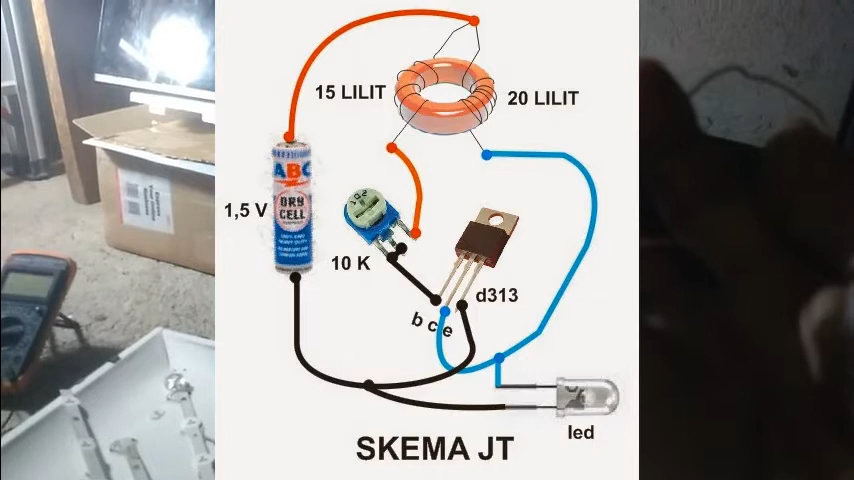 15 LILIT
20 LILIT
ABC
DRY
CELL
1,5 V
10 K
d313
b c e
led
SKEMA JT